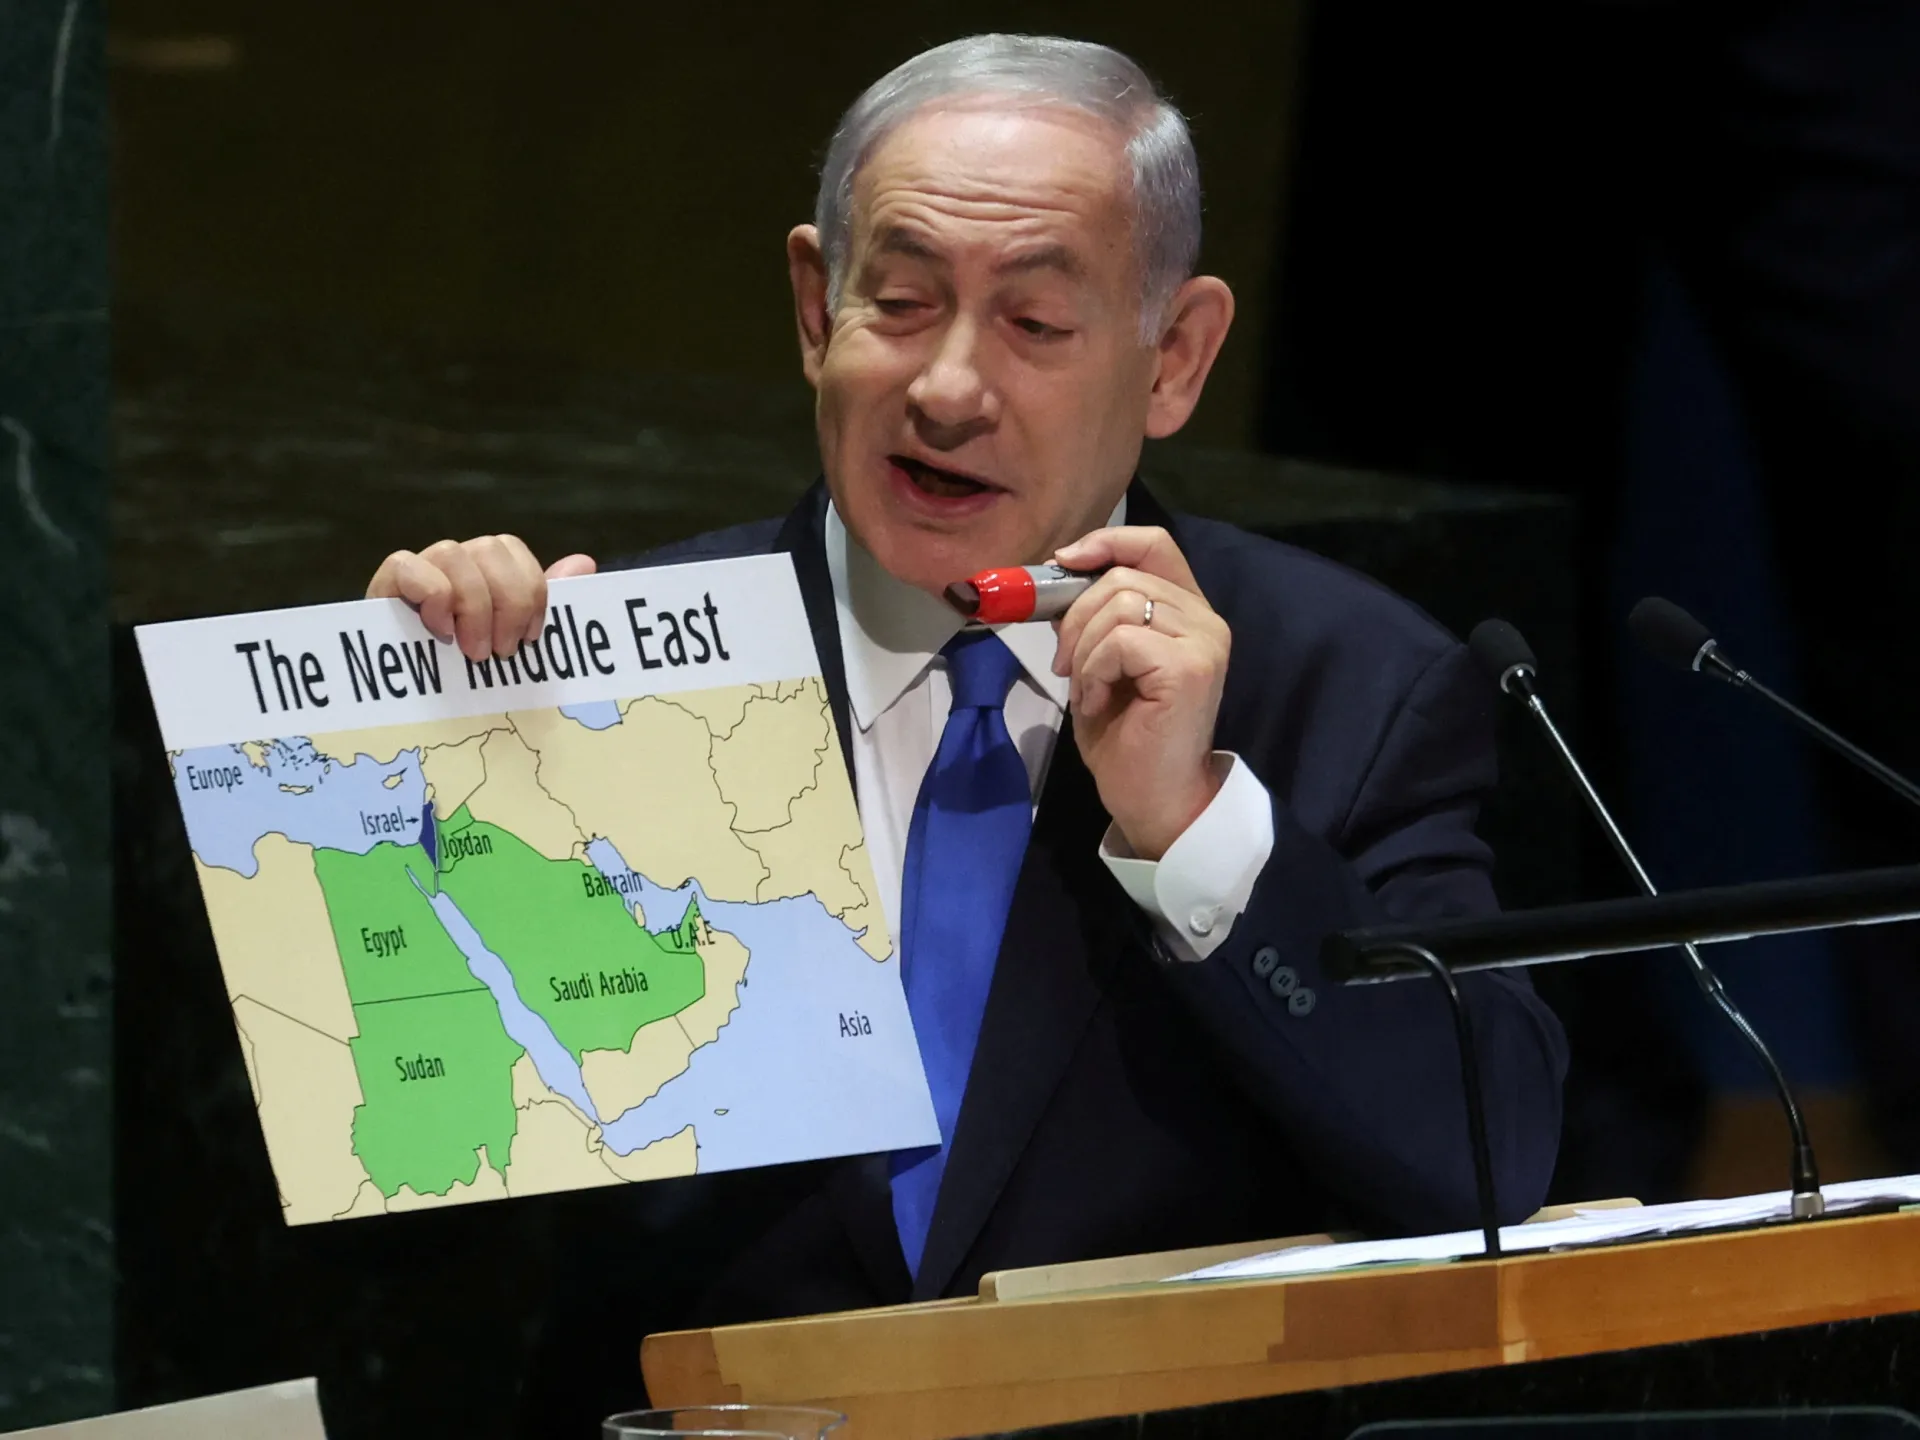 The New Middle East
Europe
Israel
Jordan
Bahrain
Egypt
U.A.E
Saudi Arabia
Asia
Sudan